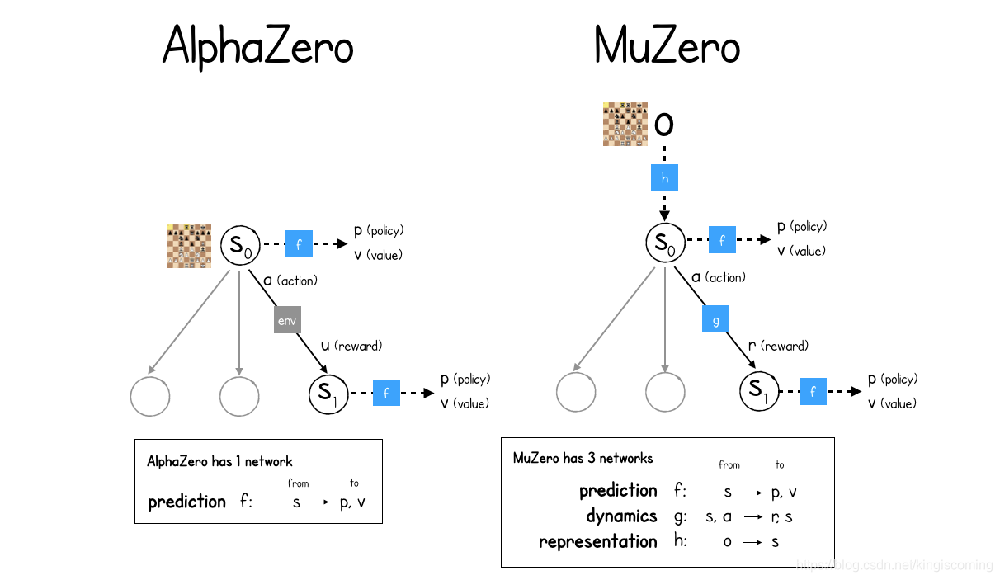 AlphaZero
S0
f
p (policy)
v (value)
a (action)
env
u (reward)
S1
f
p (policy)
v (value)
AlphaZero has 1 network
from to
prediction f: s → p, v
MuZero
o
h
S0
f
p (policy)
v (value)
a (action)
g
r (reward)
S1
f
p (policy)
v (value)
MuZero has 3 networks
from to
prediction f: s → p, v
dynamics g: s, a → r, s
representation h: o → s
https://blog.csdn.net/kingiscoming